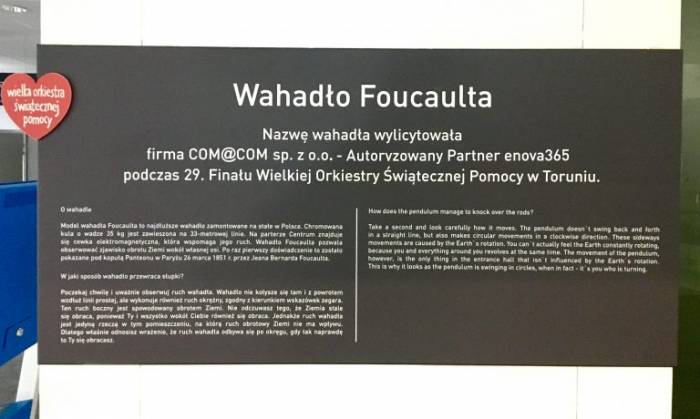 wielka orkiestra
świątecznej
pomocy
Wahadło Foucaulta
Nazwę wahadła wylicytowała
firma COM@COM sp. z o.o. - Autoryzowany Partner enova365
podczas 29. Finału Wielkiej Orkiestry Świątecznej Pomocy w Toruniu.
O wahadle
Model wahadła Foucaulta to najdłuższe wahadło zamontowane na stałe w Polsce. Chromowana
kula o wadze 35 kg jest zawieszona na 33-metrowej linie. Na parterze Centrum znajduje
się cewka elektromagnetyczna, która wspomaga jego ruch. Wahadło Foucaulta pozwala
obserwować zjawisko obrotu Ziemi wokół własnej osi. Po raz pierwszy doświadczenie to zostało
pokazane pod kopułą Panteonu w Paryżu 26 marca 1851 r. przez Jeana Bernarda Foucaulta.
W jaki sposób wahadło przewraca słupki?
Poczekaj chwilę i uważnie obserwuj ruch wahadła. Wahadło nie kołysze się tam i z powrotem
wzdłuż linii prostej, ale wykonuje również ruch okrężny, zgodny z kierunkiem wskazówek zegara.
Ten ruch boczny jest spowodowany obrotem Ziemi. Nie odczuwasz tego, że Ziemia stale
się obraca, ponieważ Ty i wszystko wokół Ciebie również się obraca. Jednakże ruch wahadła
jest jedyną rzeczą w tym pomieszczeniu, na którą ruch obrotowy Ziemi nie ma wpływu.
Dlatego właśnie odnosisz wrażenie, że ruch wahadła odbywa się po okręgu, gdy tak naprawdę
to Ty się obracasz.
How does the pendulum manage to knock over the rods?
Take a second and look carefully how it moves. The pendulum doesn't swing back and forth
in a straight line, but also makes circular movements in a clockwise direction. These sideways
movements are caused by the Earth's rotation. You can't actually feel the Earth constantly rotating,
because you and everything around you revolves at the same time. The movement of the pendulum,
however, is the only thing in the entrance hall that isn't influenced by the Earth's rotation.
This is why it looks as the pendulum is swinging in circles, when in fact - it's you who is turning.